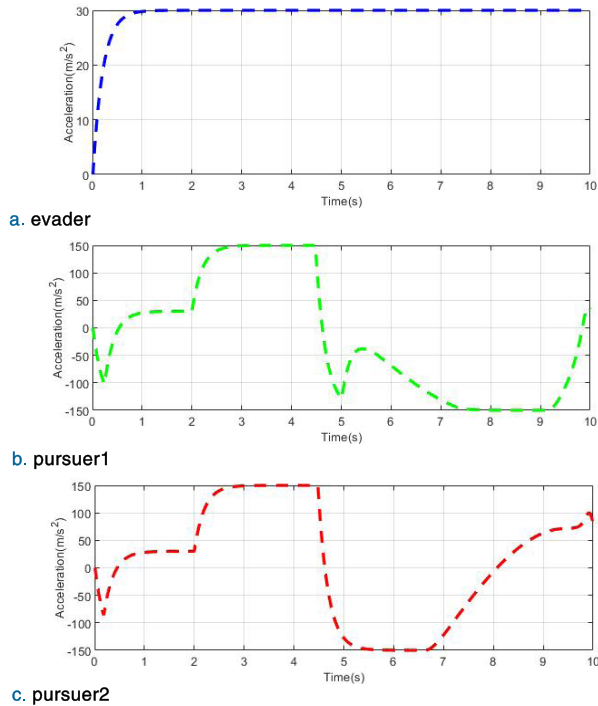 30
20
10
0
Acceleration(m/s²)
0 1 2 3 4 5 6 7 8 9 10
Time(s)
a. evader
150
100
50
0
-50
-100
-150
Acceleration(m/s²)
0 1 2 3 4 5 6 7 8 9 10
Time(s)
b. pursuer1
150
100
50
0
-50
-100
-150
Acceleration(m/s²)
0 1 2 3 4 5 6 7 8 9 10
Time(s)
c. pursuer2